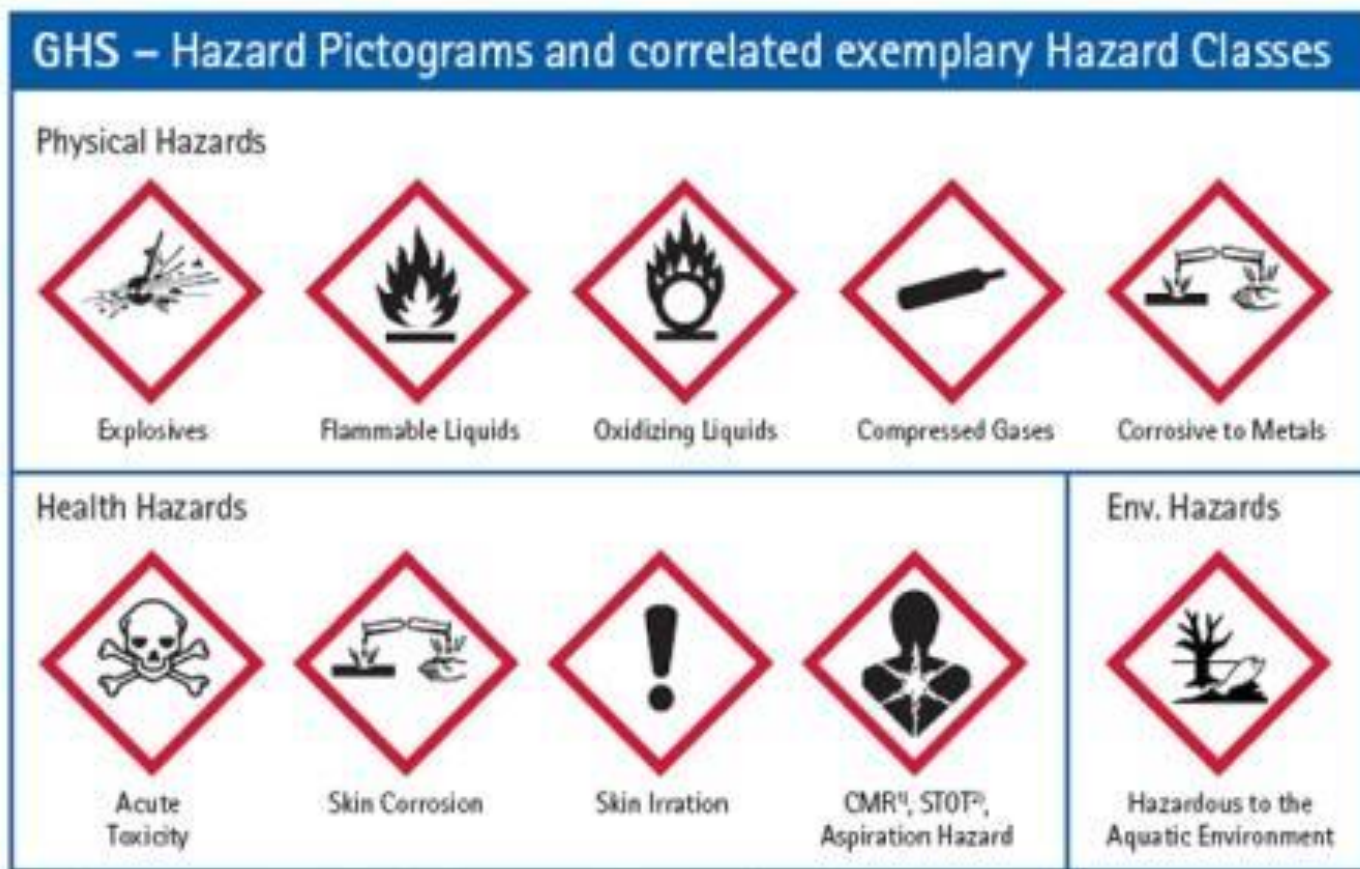 GHS – Hazard Pictograms and correlated exemplary Hazard Classes
Physical Hazards
Explosives
Flammable Liquids
Oxidizing Liquids
Compressed Gases
Corrosive to Metals
Health Hazards
Acute
Toxicity
Skin Corrosion
Skin Irration
CMR¹⁾, STOT²⁾,
Aspiration Hazard
Env. Hazards
Hazardous to the
Aquatic Environment